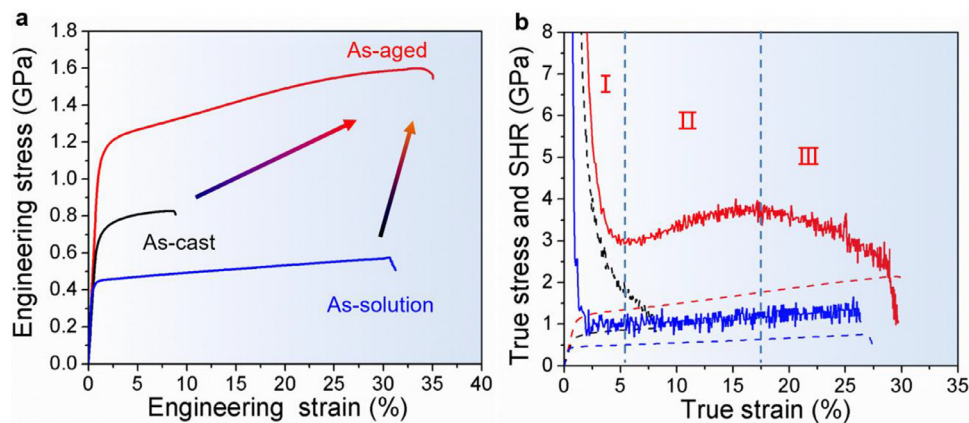 a
Engineering stress (GPa)
1.8
1.6
1.4
1.2
1.0
0.8
0.6
0.4
0.2
0.0
As-aged
As-cast
As-solution
0 5 10 15 20 25 30 35 40
Engineering strain (%)
b
True stress and SHR (GPa)
8
7
6
5
4
3
2
1
0
I
II
III
0 5 10 15 20 25 30 35
True strain (%)